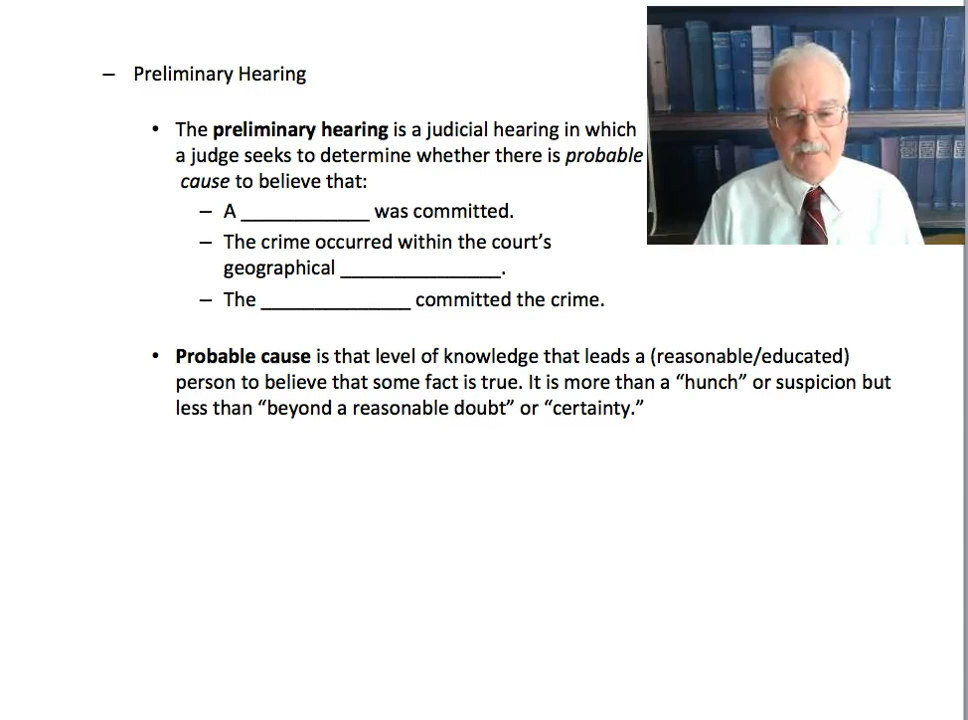 – Preliminary Hearing
• The preliminary hearing is a judicial hearing in which
a judge seeks to determine whether there is probable
cause to believe that:
– A _____________ was committed.
– The crime occurred within the court’s
geographical ________________.
– The _______________ committed the crime.
• Probable cause is that level of knowledge that leads a (reasonable/educated)
person to believe that some fact is true. It is more than a “hunch” or suspicion but
less than “beyond a reasonable doubt” or “certainty.”